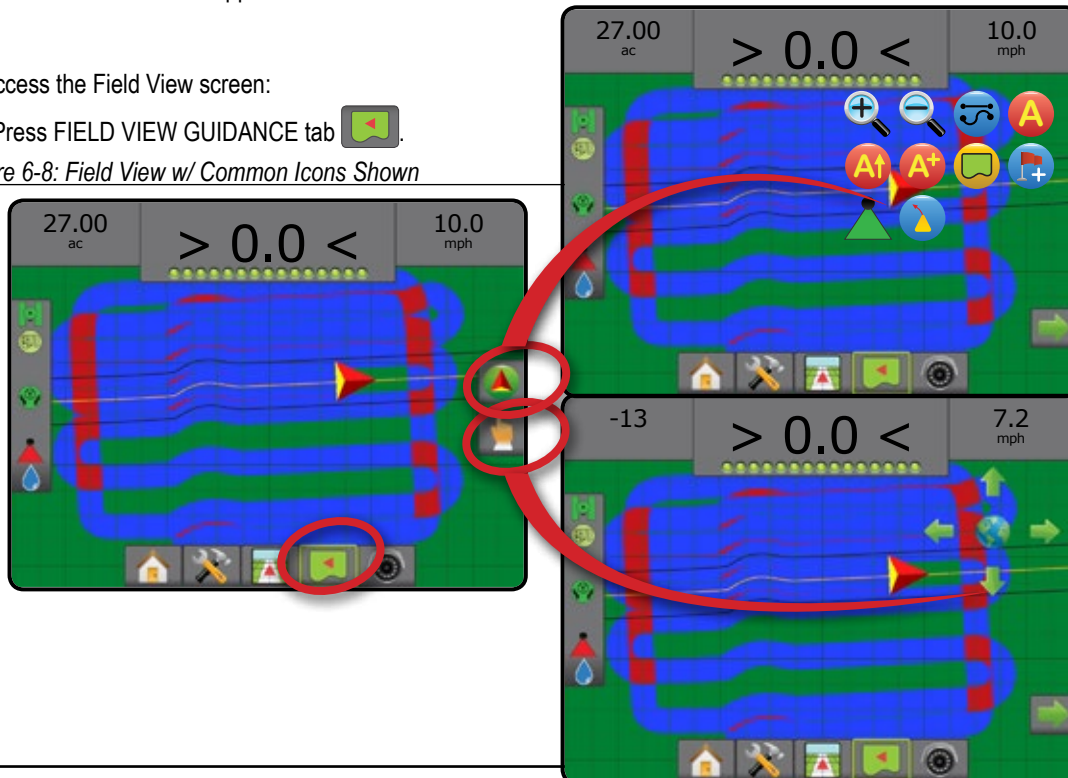 ccess the Field View screen:
Press FIELD VIEW GUIDANCE tab .
re 6-8: Field View w/ Common Icons Shown
27.00
ac
> 0.0 <
10.0
mph
27.00
ac
> 0.0 <
10.0
mph
A
A
A+
-13
> 0.0 <
7.2
mph